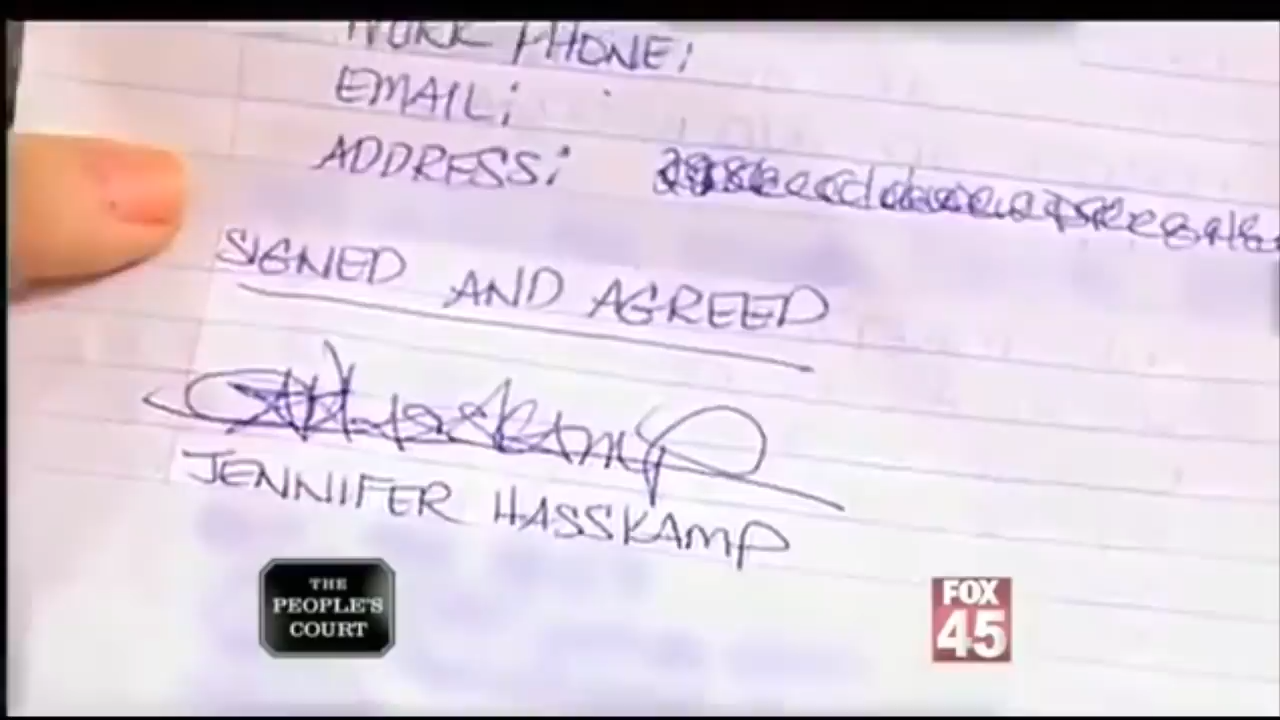 WORK PHONE:
EMAIL:
ADDRESS:
SIGNED AND AGREED
JENNIFER HASSKAMP
THE
PEOPLE'S
COURT
FOX
45